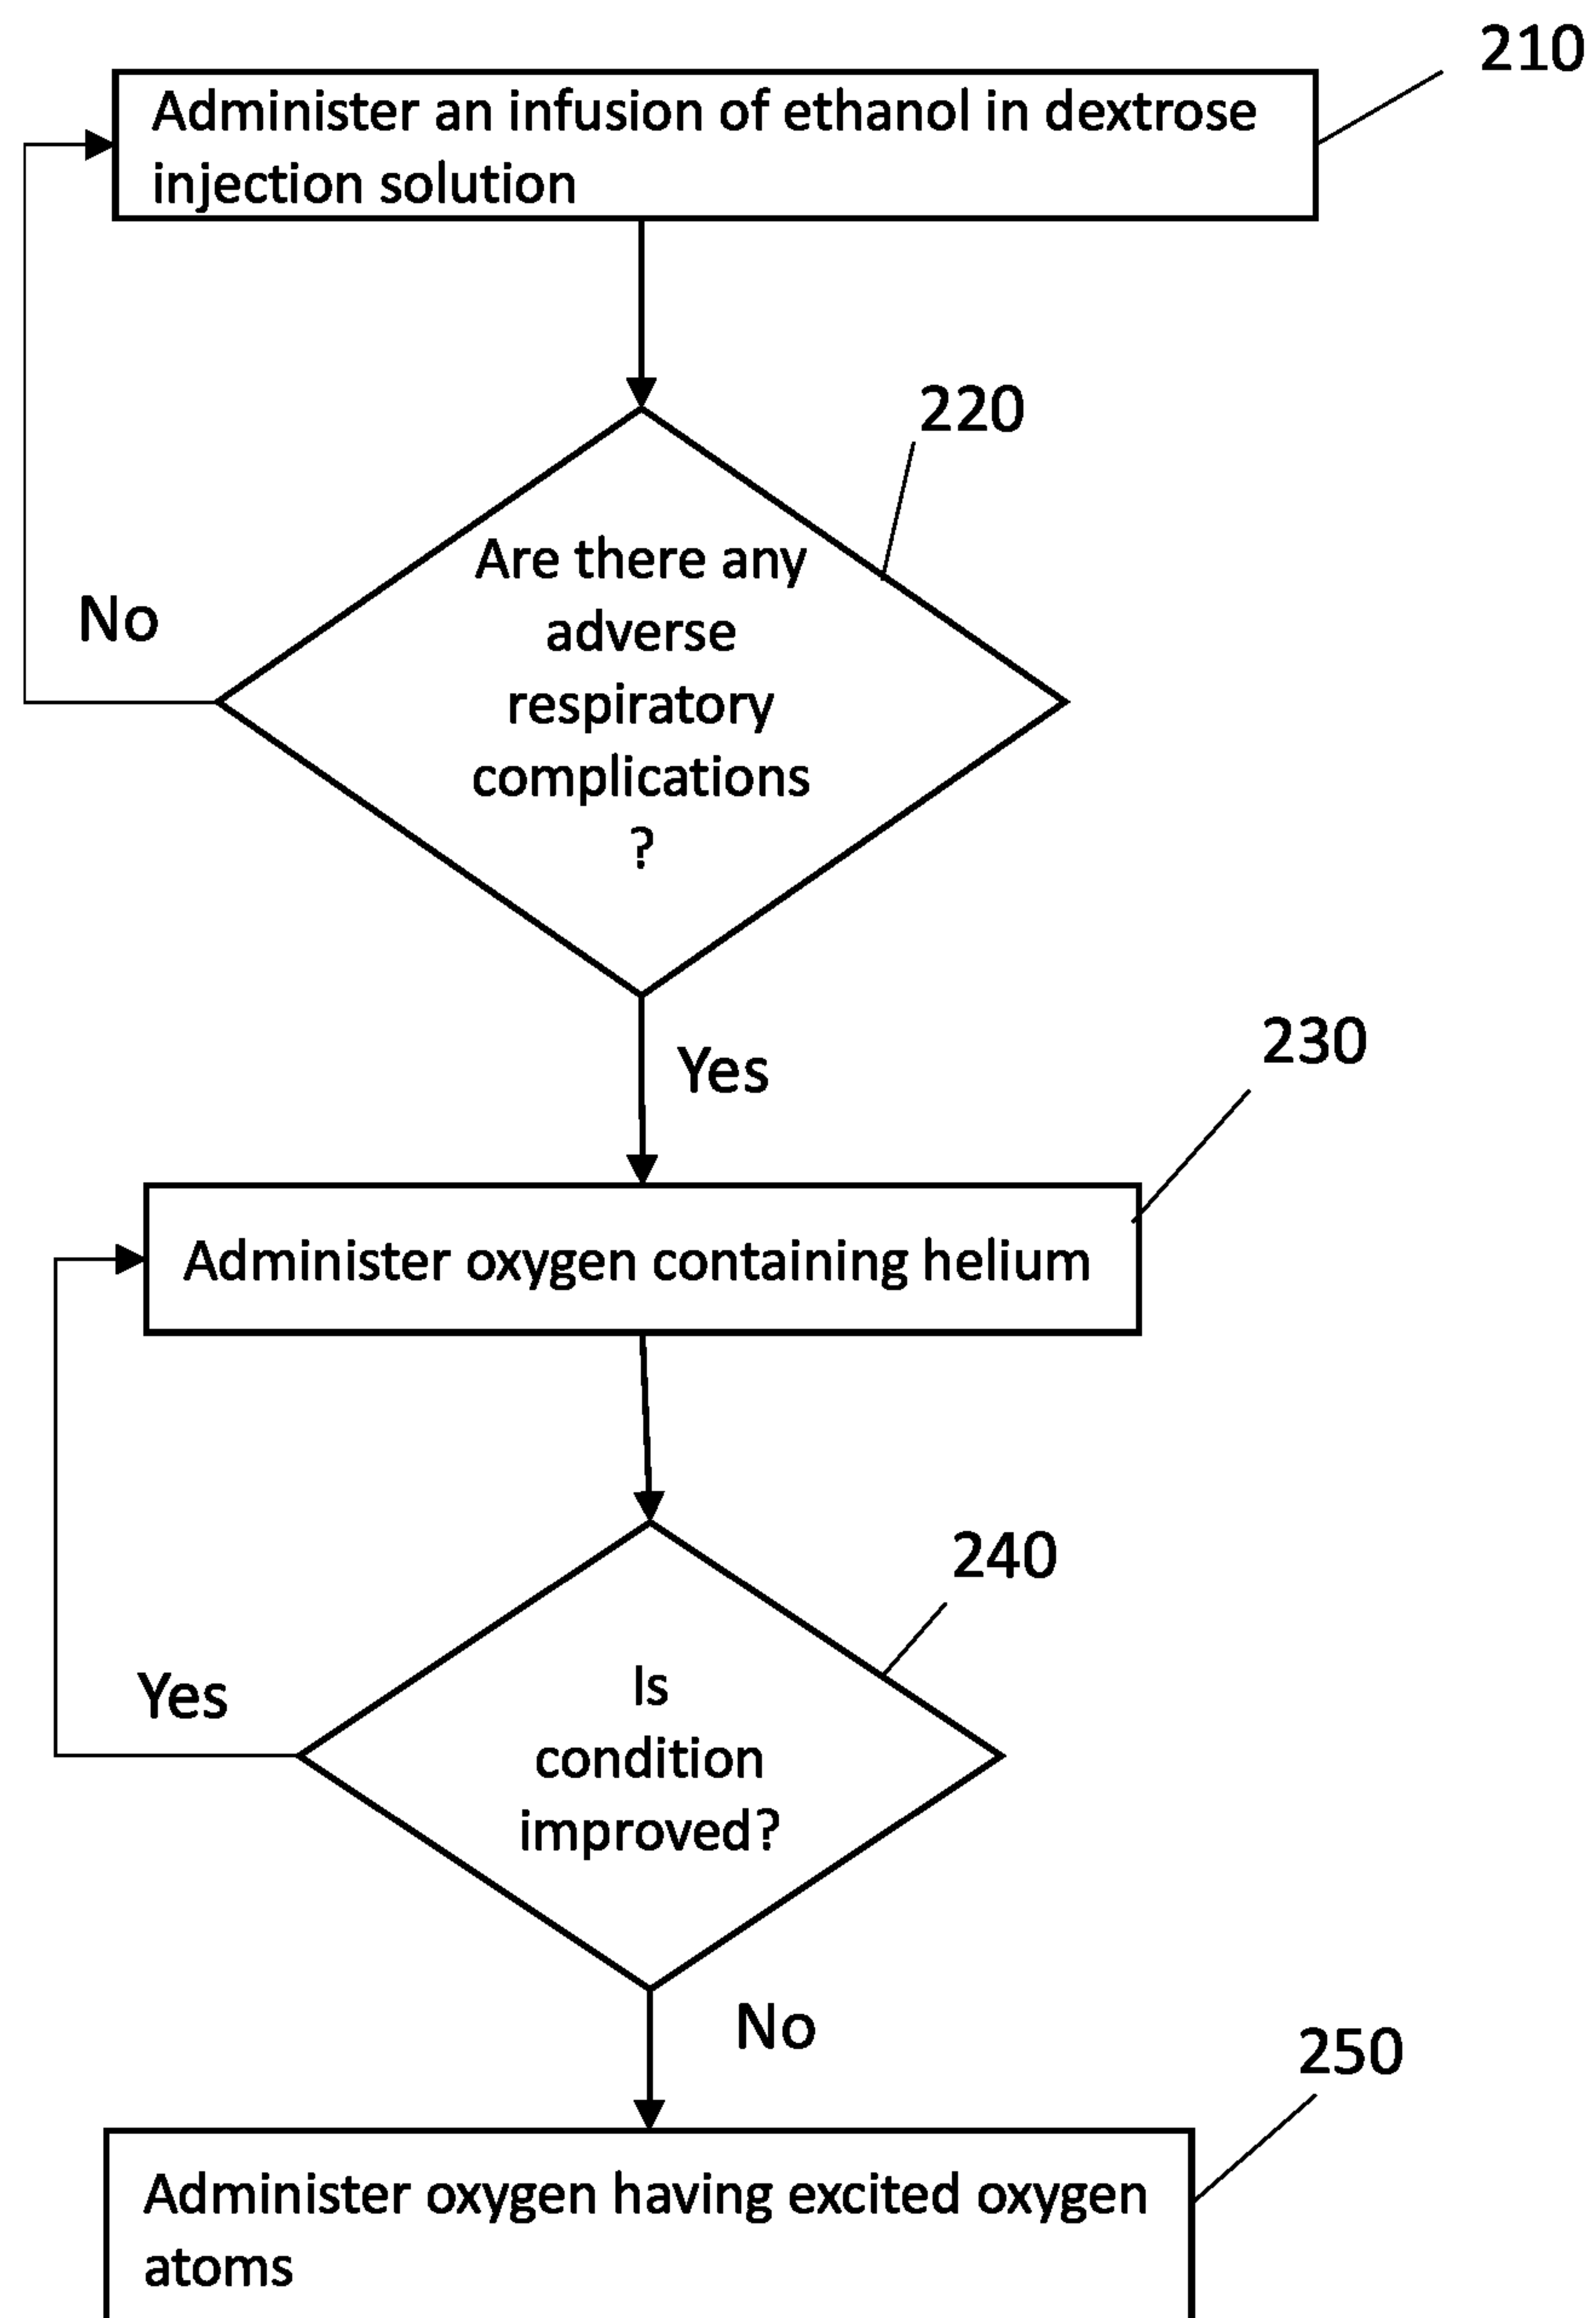 210
Administer an infusion of ethanol in dextrose
injection solution
220
Are there any
adverse
respiratory
complications
?
No
Yes
230
Administer oxygen containing helium
240
Is
condition
improved?
Yes
No
250
Administer oxygen having excited oxygen
atoms